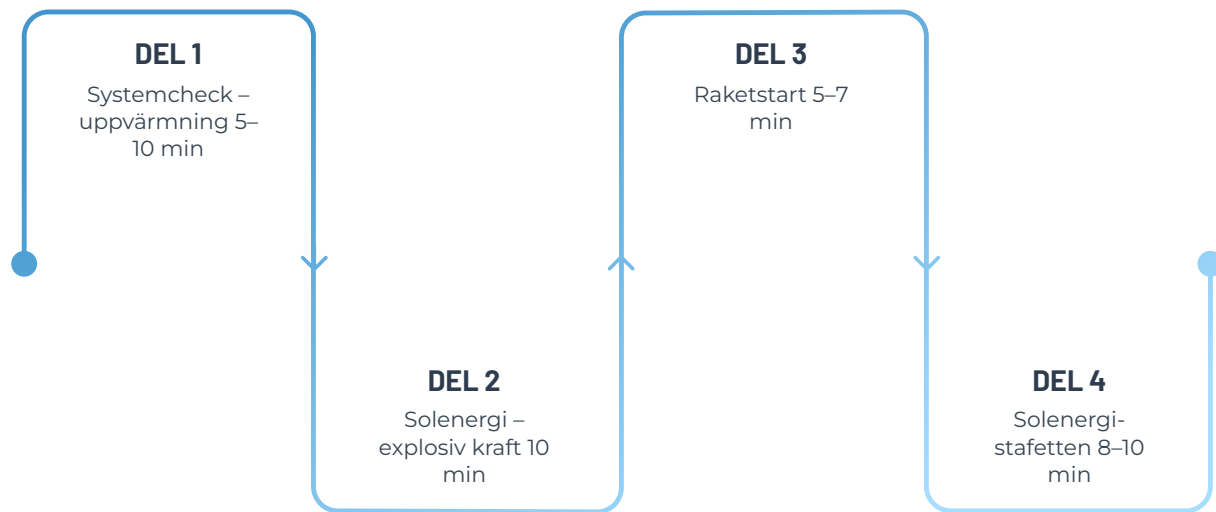 DEL 1
Systemcheck –
uppvärmning 5–
10 min
DEL 2
Solenergi –
explosiv kraft 10
min
DEL 3
Raketstart 5–7
min
DEL 4
Solenergi-
stafetten 8–10
min